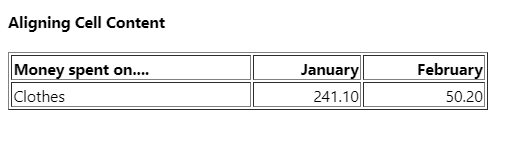 Aligning Cell Content
Money spent on.... January February
Clothes 241.10 50.20